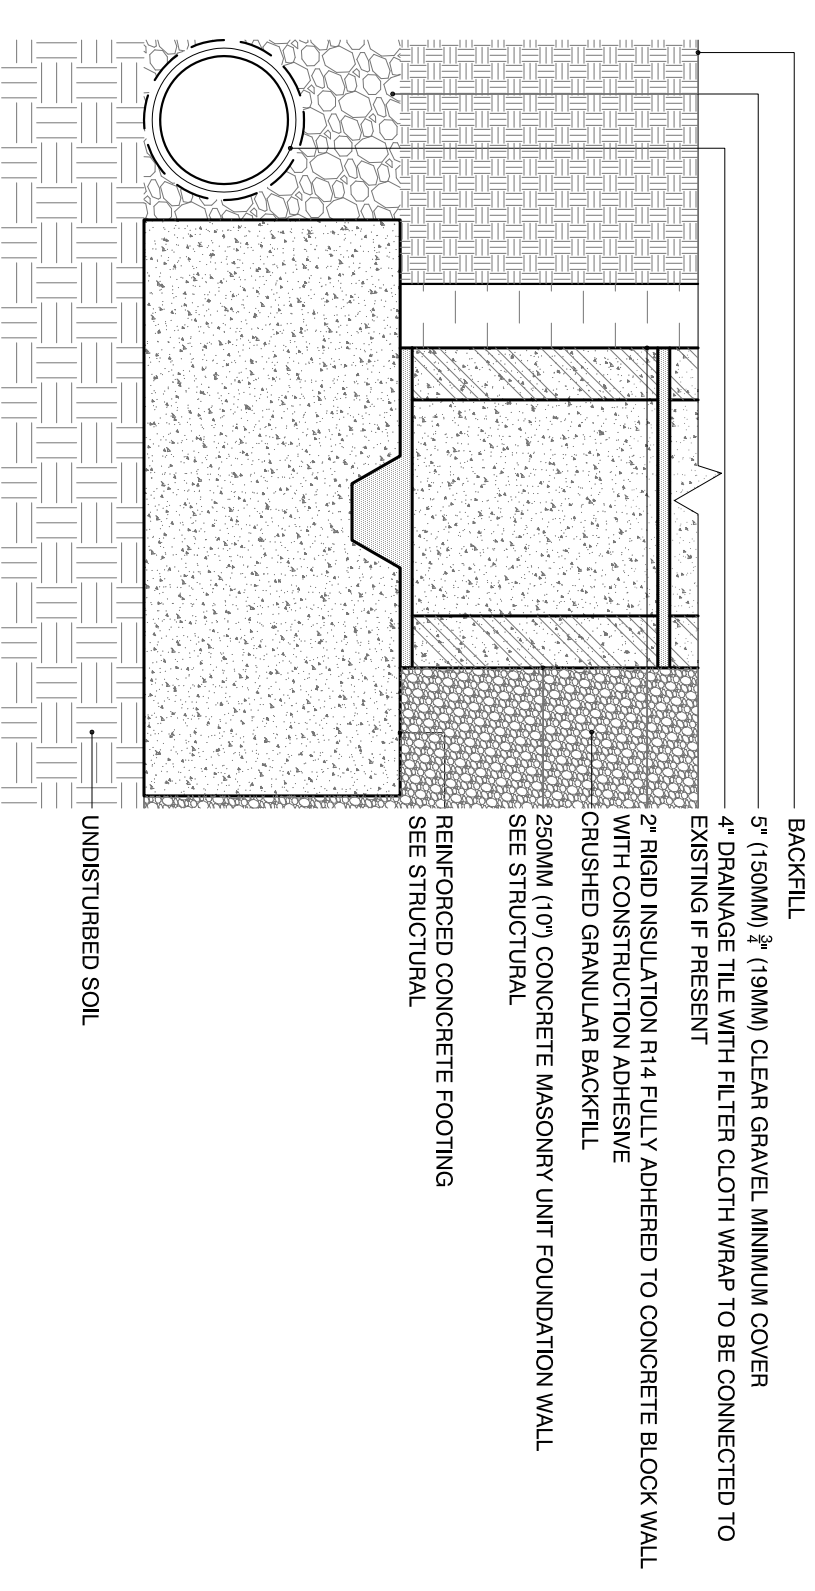 BACKFILL
5" (150MM) ¾" (19MM) CLEAR GRAVEL MINIMUM COVER
4" DRAINAGE TILE WITH FILTER CLOTH WRAP TO BE CONNECTED TO
EXISTING IF PRESENT
2" RIGID INSULATION R14 FULLY ADHERED TO CONCRETE BLOCK WALL
WITH CONSTRUCTION ADHESIVE
CRUSHED GRANULAR BACKFILL
250MM (10") CONCRETE MASONRY UNIT FOUNDATION WALL
SEE STRUCTURAL
REINFORCED CONCRETE FOOTING
SEE STRUCTURAL
UNDISTURBED SOIL